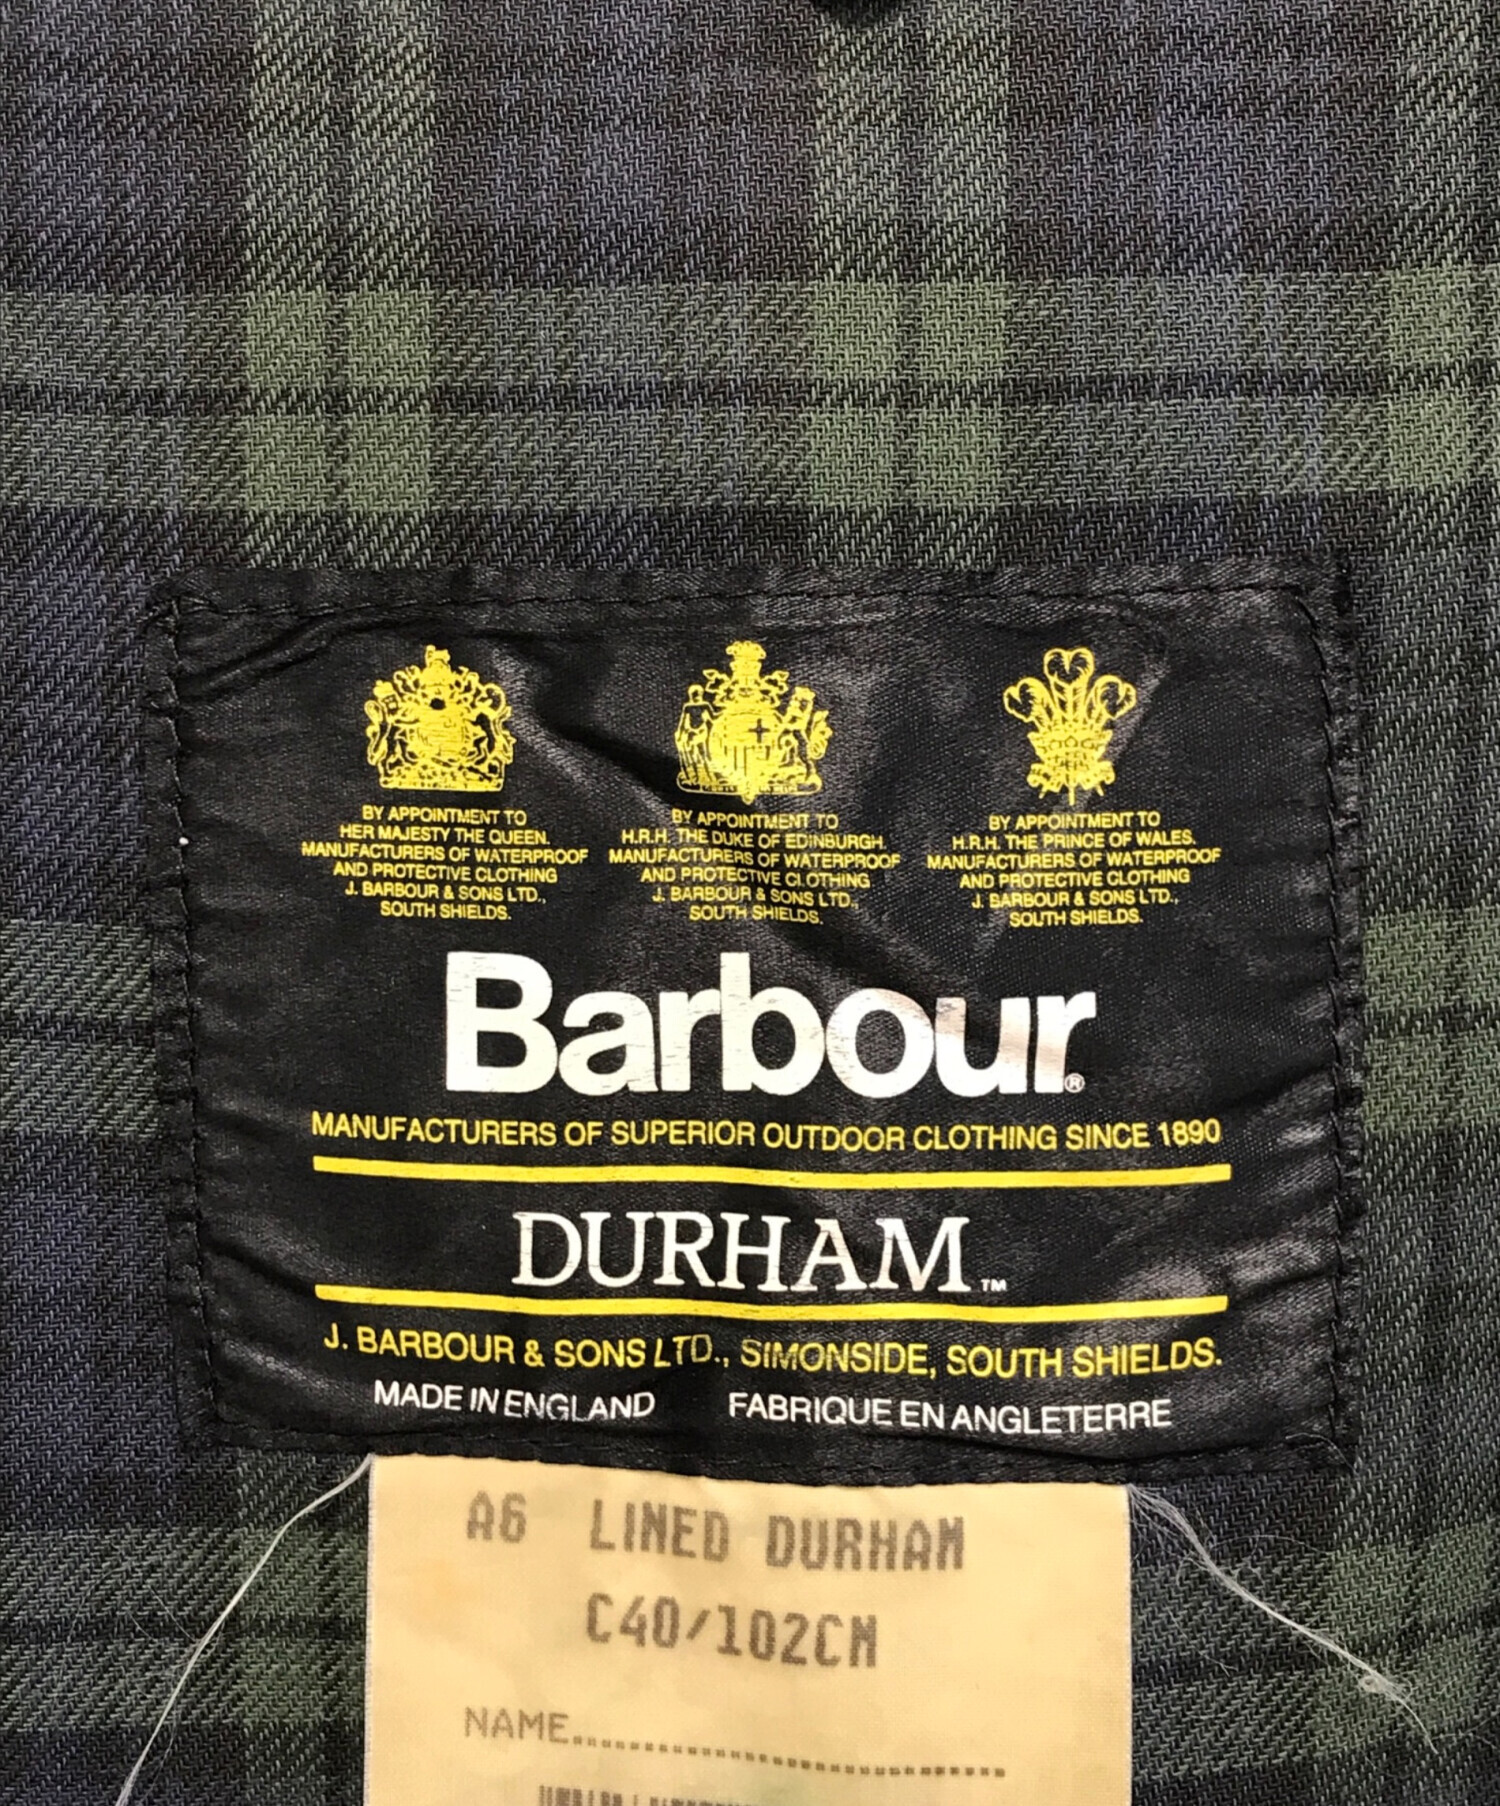 BY APPOINTMENT TO
HER MAJESTY THE QUEEN.
MANUFACTURERS OF WATERPROOF
AND PROTECTIVE CLOTHING
J. BARBOUR & SONS LTD.,
SOUTH SHIELDS.
BY APPOINTMENT TO
H.R.H. THE DUKE OF EDINBURGH.
MANUFACTURERS OF WATERPROOF
AND PROTECTIVE CLOTHING
J. BARBOUR & SONS LTD.,
SOUTH SHIELDS.
BY APPOINTMENT TO
H.R.H. THE PRINCE OF WALES.
MANUFACTURERS OF WATERPROOF
AND PROTECTIVE CLOTHING
J. BARBOUR & SONS LTD.,
SOUTH SHIELDS.
Barbour®
MANUFACTURERS OF SUPERIOR OUTDOOR CLOTHING SINCE 1890
DURHAM™
J. BARBOUR & SONS LTD., SIMONSIDE, SOUTH SHIELDS.
MADE IN ENGLAND FABRIQUE EN ANGLETERRE
A6 LINED DURHAM
C40/102CM
NAME........................................